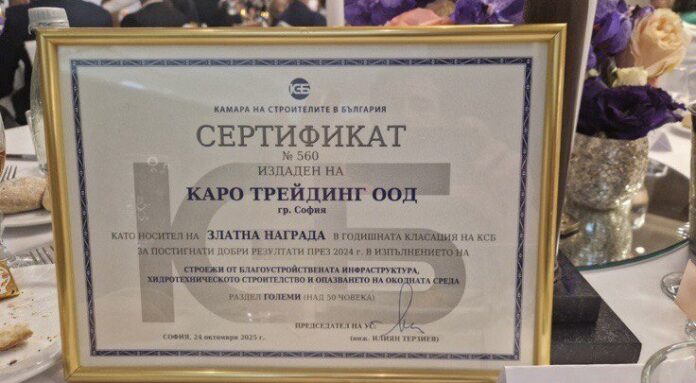 КСБ
КАМАРА НА СТРОИТЕЛИТЕ В БЪЛГАРИЯ
СЕРТИФИКАТ
№ 560
ИЗДАДЕН НА
КАРО ТРЕЙДИНГ ООД
гр. София
КАТО НОСИТЕЛ НА ЗЛАТНА НАГРАДА В ГОДИШНАТА КЛАСАЦИЯ НА КСБ
ЗА ПОСТИГНАТИ ДОБРИ РЕЗУЛТАТИ ПРЕЗ 2024 г. В ИЗПЪЛНЕНИЕТО НА
СТРОЕЖИ ОТ БЛАГОУСТРОЙСТВЕНАТА ИНФРАСТРУКТУРА,
ХИДРОТЕХНИЧЕСКОТО СТРОИТЕЛСТВО И ОПАЗВАНЕТО НА ОКОЛНАТА СРЕДА
РАЗДЕЛ ГОЛЕМИ (НАД 50 ЧОВЕКА)
ПРЕДСЕДАТЕЛ НА УС:
СОФИЯ, 24 октомври 2025 г.
(инж. ИЛИЯН ТЕРЗИЕВ)